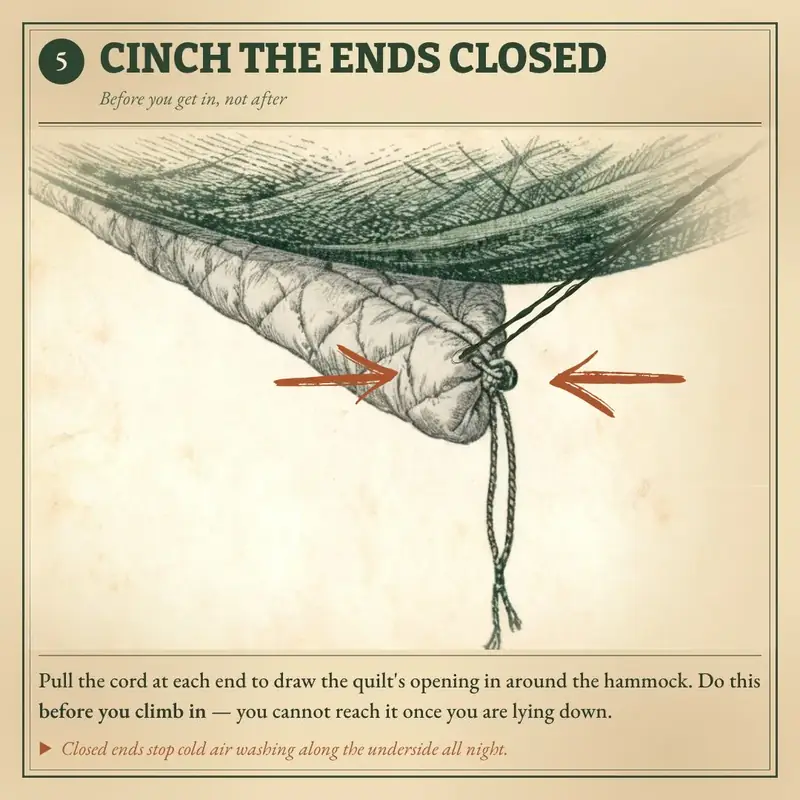 5
CINCH THE ENDS CLOSED
Before you get in, not after
Pull the cord at each end to draw the quilt's opening in around the hammock. Do this
before you climb in — you cannot reach it once you are lying down.
Closed ends stop cold air washing along the underside all night.